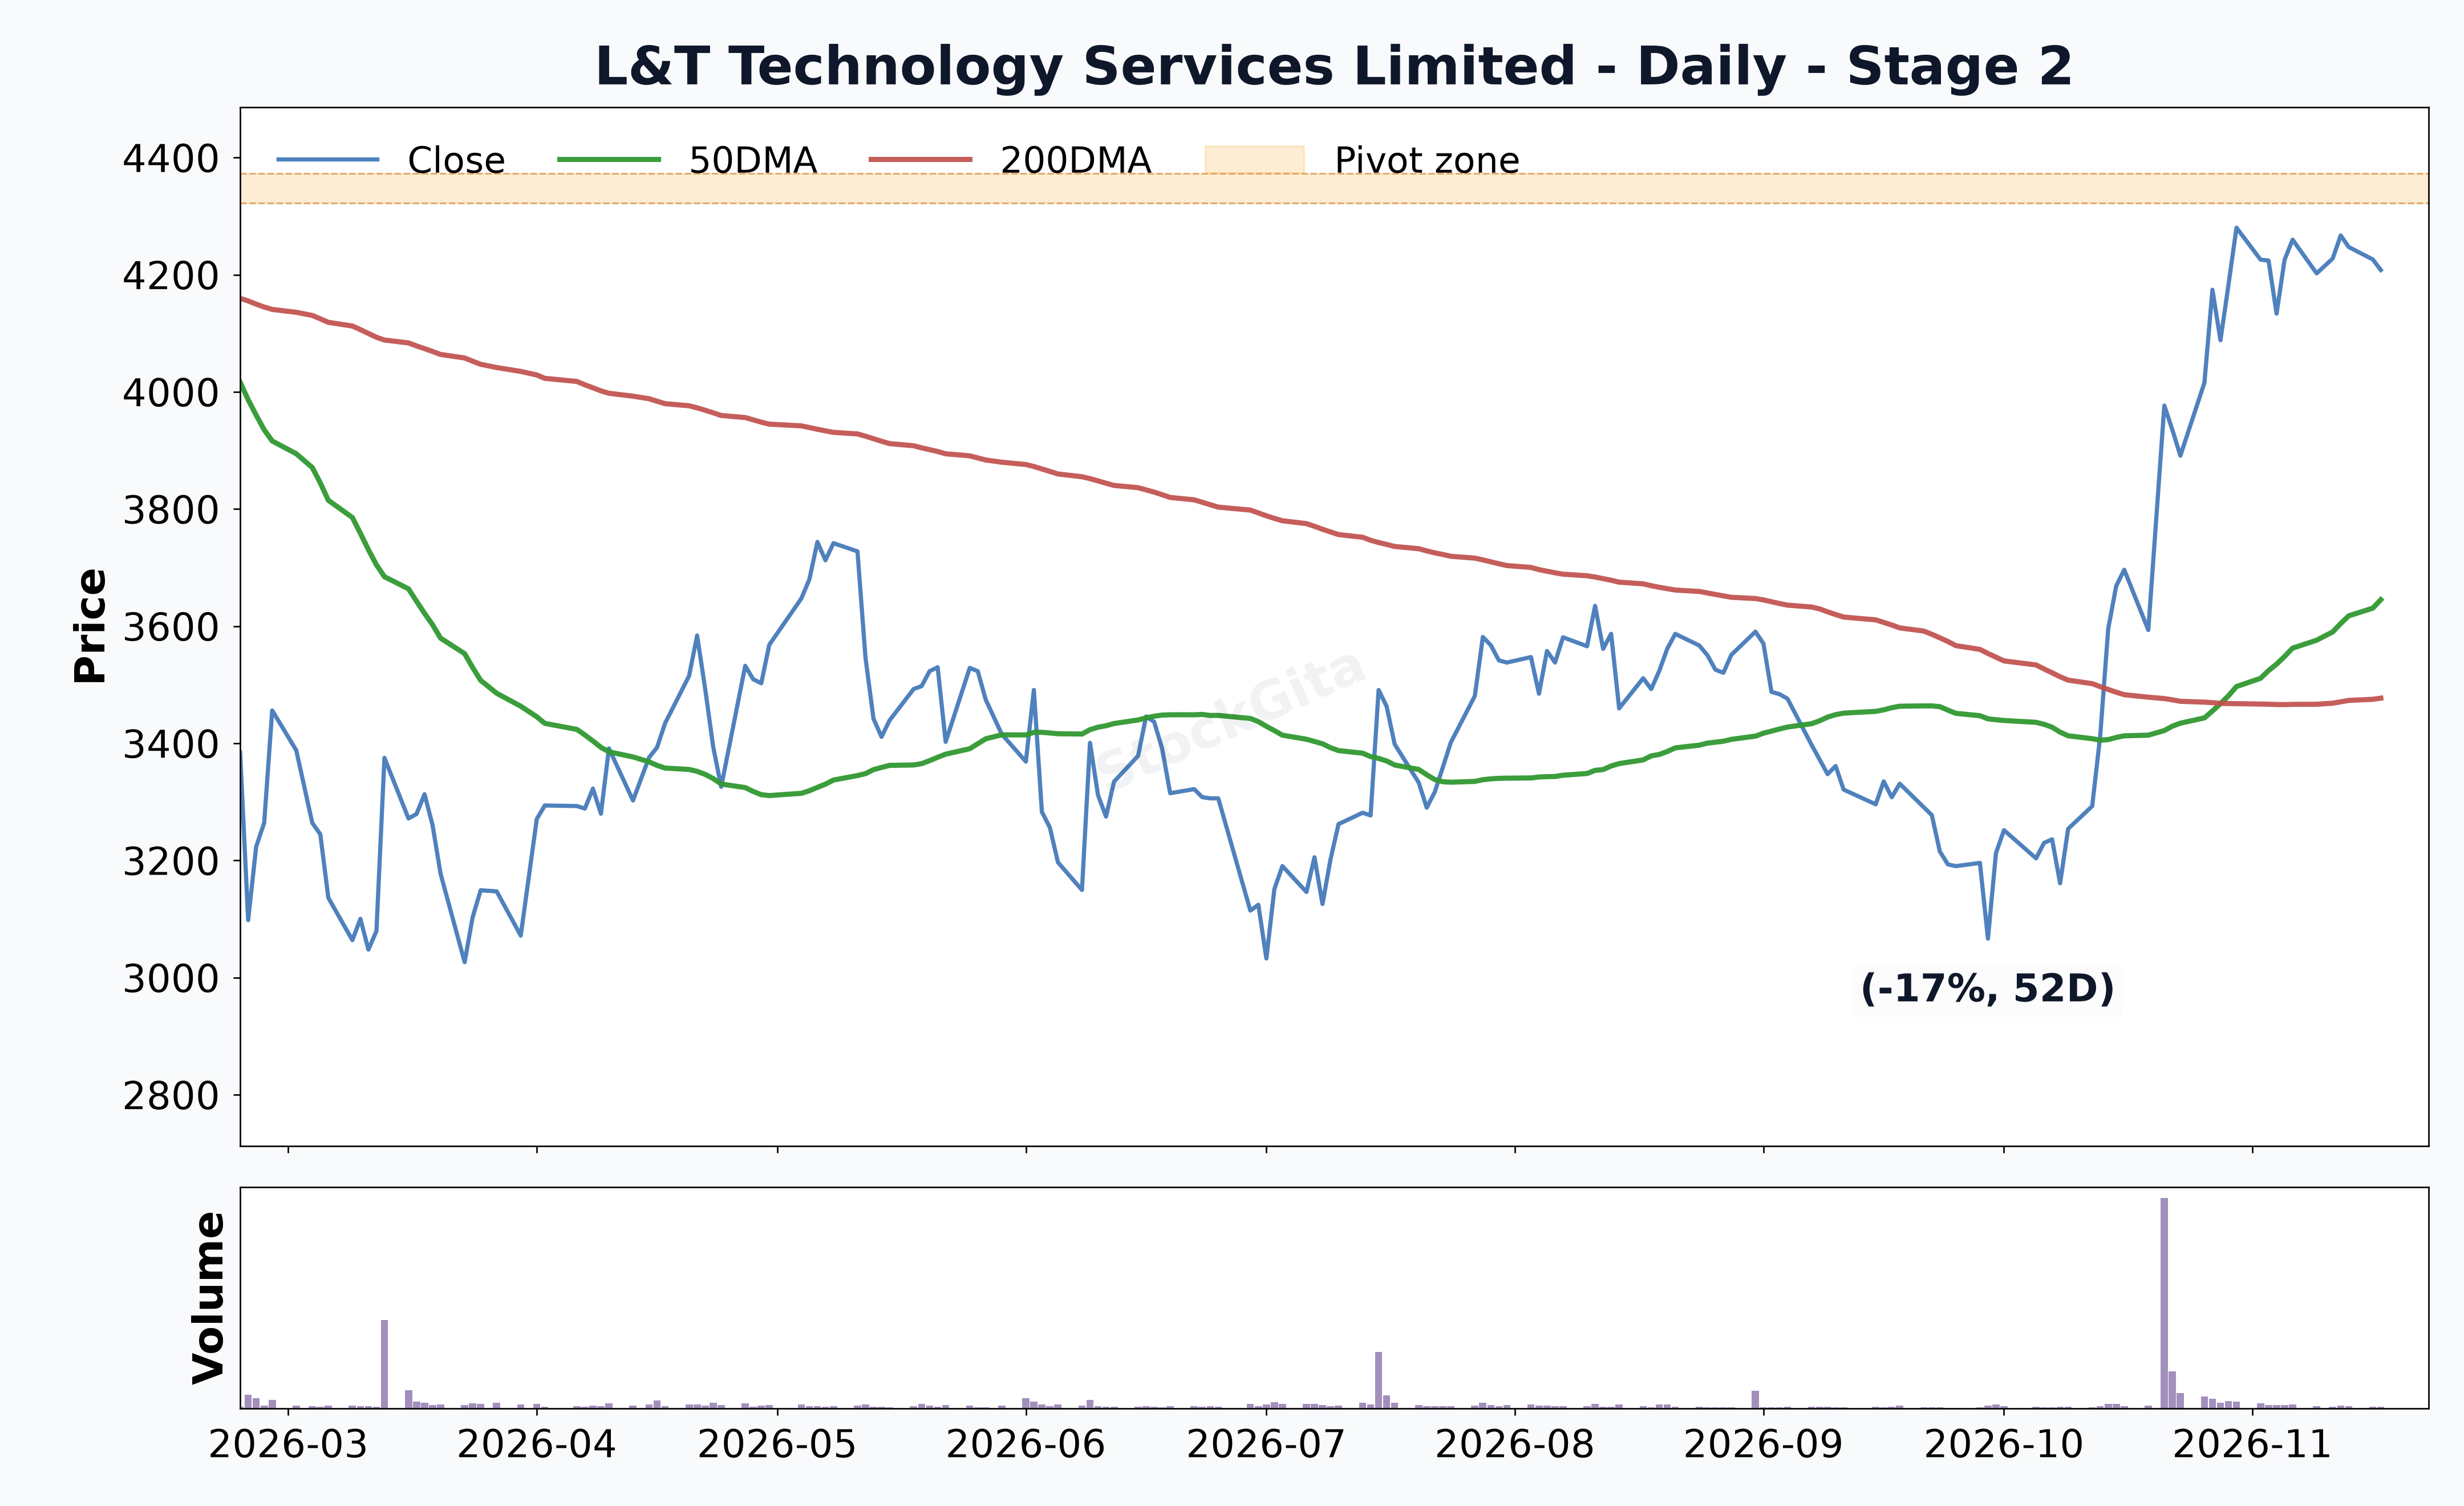 L&T Technology Services Limited - Daily - Stage 2
Close 50DMA 200DMA Pivot zone
4400
4200
4000
3800
3600
3400
3200
3000
2800
Price
StockGita
(-17%, 52D)
Volume
2026-03 2026-04 2026-05 2026-06 2026-07 2026-08 2026-09 2026-10 2026-11